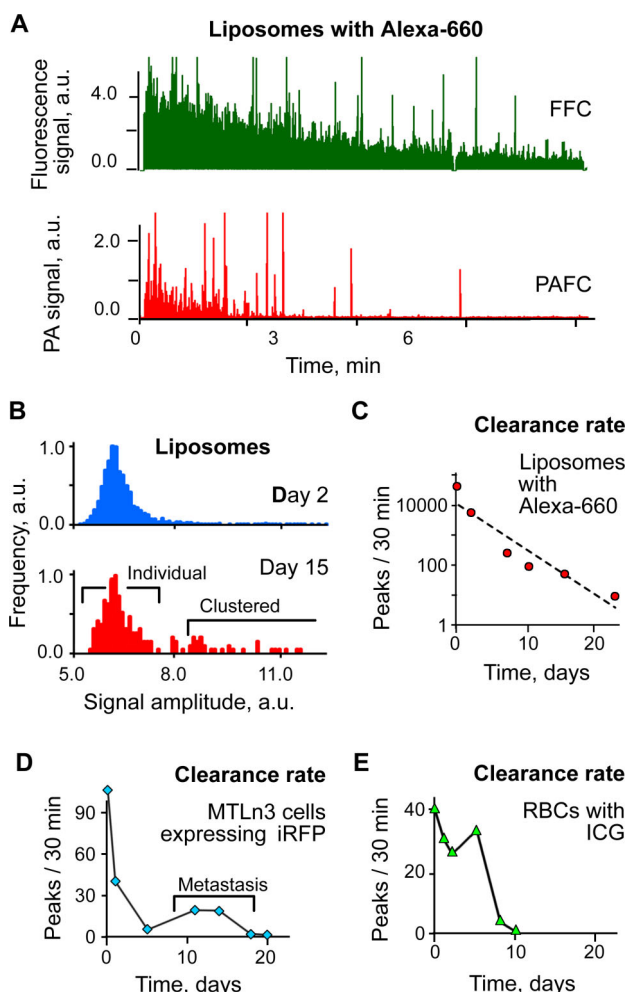 A
Liposomes with Alexa-660
Fluorescence
signal, a.u.
4.0
0.0
FFC
PA signal, a.u.
2.0
0.0
PAFC
0 3 6
Time, min
B
Liposomes
Frequency, a.u.
1.0
0.0
Day 2
1.0
0.0
Day 15
Individual
Clustered
5.0 8.0 11.0
Signal amplitude, a.u.
C
Clearance rate
Liposomes
with
Alexa-660
Peaks / 30 min
10000
100
1
0 10 20
Time, days
D
Clearance rate
MTLn3 cells
expressing iRFP
Metastasis
Peaks / 30 min
90
60
30
0
0 10 20
Time, days
E
Clearance rate
RBCs with
ICG
Peaks / 30 min
40
20
0
0 10 20
Time, days